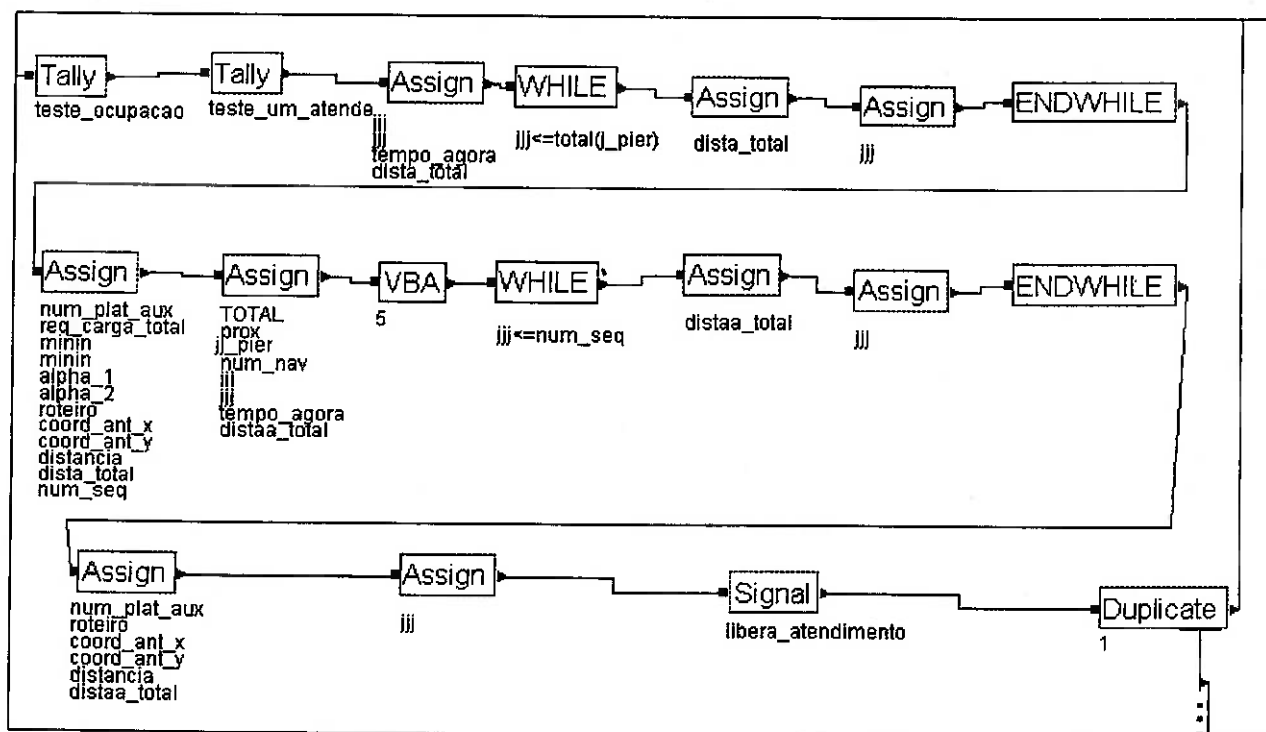 Tally Tally Assign WHILE Assign Assign ENDWHILE
teste_ocupacao teste_um_atende jjj<=total(j_pier) dista_total jjj
jjj
jjj
tempo_agora
dista_total
Assign Assign VBA WHILE Assign Assign ENDWHILE
num_plat_aux
req_carga_total
minin
minin
alpha_1
alpha_2
roteiro
coord_ant_x
coord_ant_y
distancia
dista_total
num_seq
TOTAL
prox
jj_pier
num_nav
jjj
jjj
tempo_agora
distaa_total
5
jjj<=num_seq
distaa_total
jjj
Assign Assign Signal Duplicate
num_plat_aux
roteiro
coord_ant_x
coord_ant_y
distancia
distaa_total
jjj
libera_atendimento
1